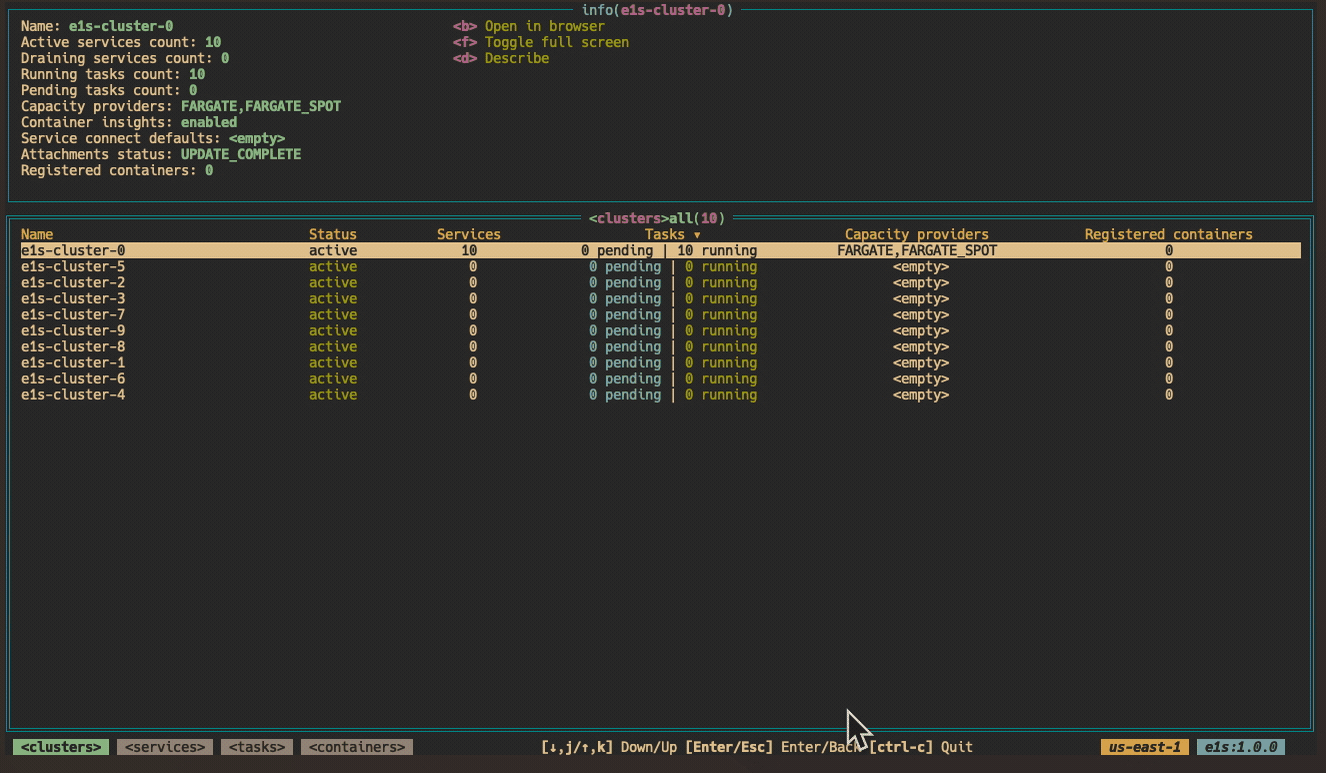 info(e1s-cluster-0)
Name: e1s-cluster-0 <b> Open in browser
Active services count: 10 <f> Toggle full screen
Draining services count: 0 <d> Describe
Running tasks count: 10
Pending tasks count: 0
Capacity providers: FARGATE,FARGATE_SPOT
Container insights: enabled
Service connect defaults: <empty>
Attachments status: UPDATE_COMPLETE
Registered containers: 0
<clusters>all(10)
Name Status Services Tasks ▾ Capacity providers Registered containers
e1s-cluster-0 active 10 0 pending | 10 running FARGATE,FARGATE_SPOT 0
e1s-cluster-5 active 0 0 pending | 0 running <empty> 0
e1s-cluster-2 active 0 0 pending | 0 running <empty> 0
e1s-cluster-3 active 0 0 pending | 0 running <empty> 0
e1s-cluster-7 active 0 0 pending | 0 running <empty> 0
e1s-cluster-9 active 0 0 pending | 0 running <empty> 0
e1s-cluster-8 active 0 0 pending | 0 running <empty> 0
e1s-cluster-1 active 0 0 pending | 0 running <empty> 0
e1s-cluster-6 active 0 0 pending | 0 running <empty> 0
e1s-cluster-4 active 0 0 pending | 0 running <empty> 0
<clusters> <services> <tasks> <containers> [↓,j/↑,k] Down/Up [Enter/Esc] Enter/Back [ctrl-c] Quit us-east-1 e1s:1.0.0